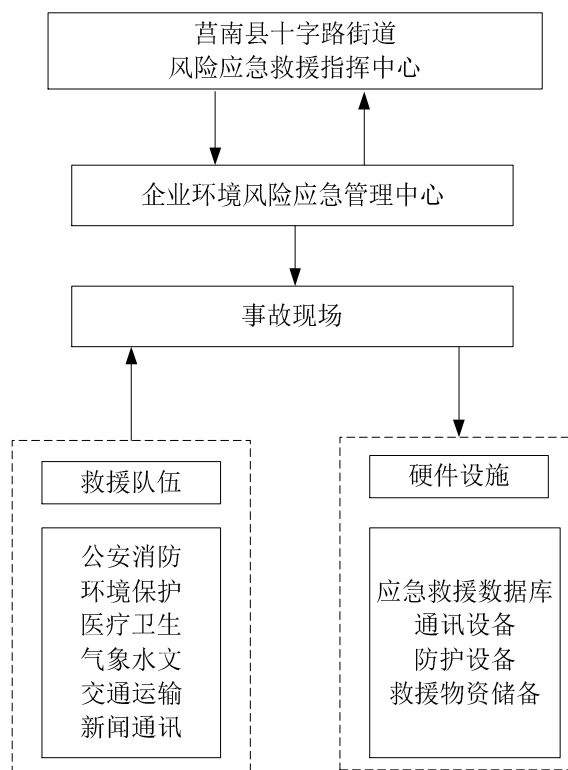 莒南县十字路街道
风险应急救援指挥中心
企业环境风险应急管理中心
事故现场
救援队伍
公安消防
环境保护
医疗卫生
气象水文
交通运输
新闻通讯
硬件设施
应急救援数据库
通讯设备
防护设备
救援物资储备